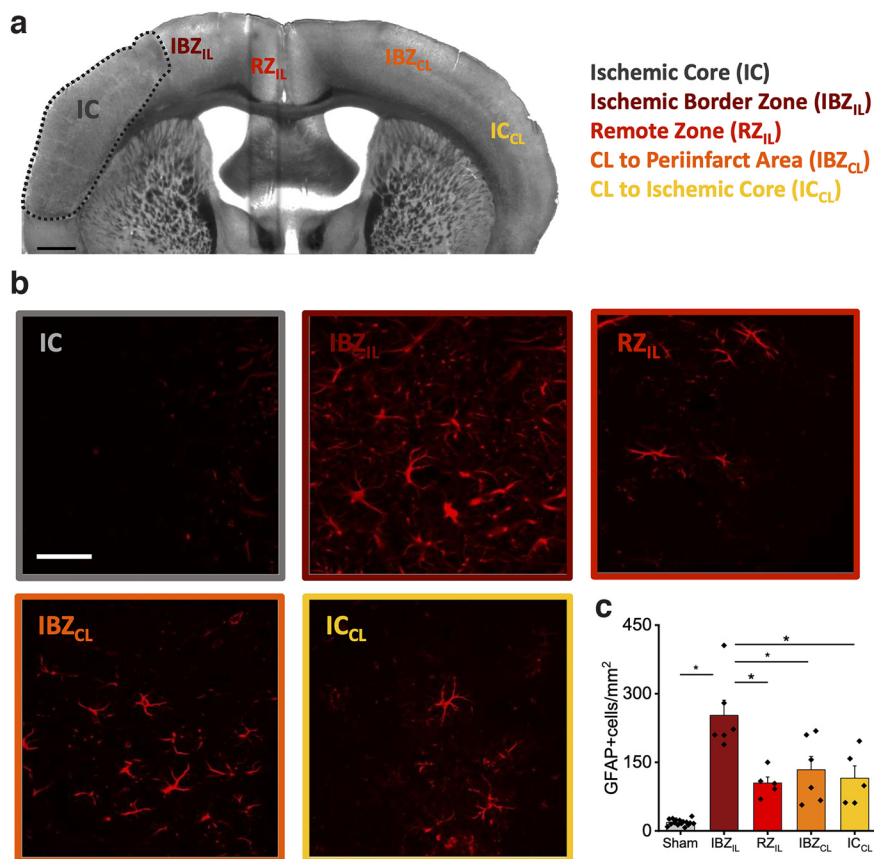 a
IBZIL
RZIL
IBZCL
IC
ICCL
Ischemic Core (IC)
Ischemic Border Zone (IBZIL)
Remote Zone (RZIL)
CL to Periinfarct Area (IBZCL)
CL to Ischemic Core (ICCL)
b
IC
IBZIL
RZIL
IBZCL
ICCL
c
GFAP+cells/mm²
450
300
150
0
*
*
*
*
Sham IBZIL RZIL IBZCL ICCL